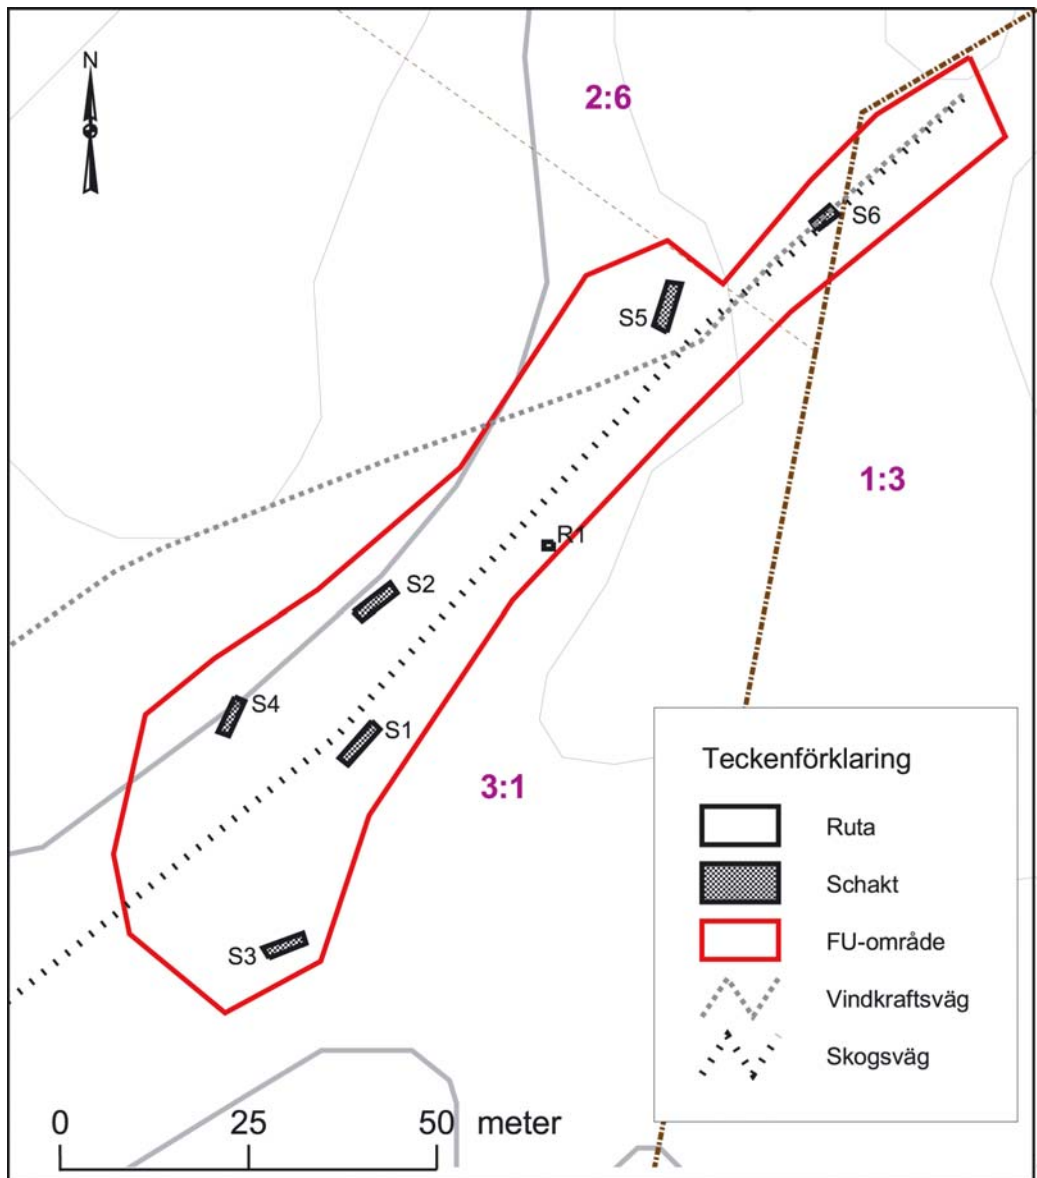 N
2:6
S6
S5
1:3
R1
S2
S4
S1
3:1
S3
Teckenförklaring
Ruta
Schakt
FU-område
Vindkraftsväg
Skogsväg
0 25 50 meter